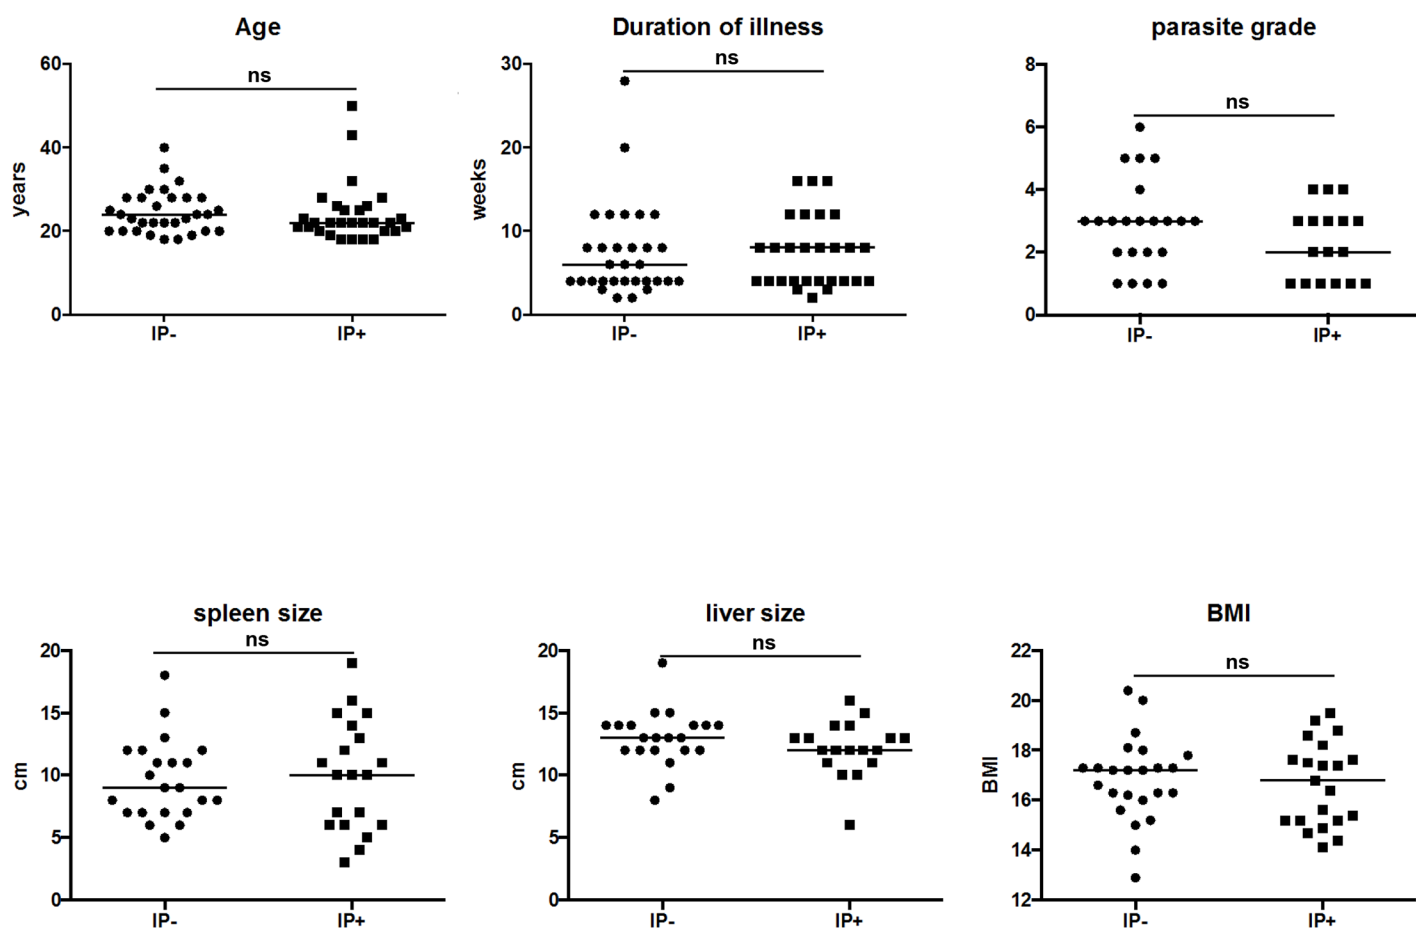 Age
ns
years
60
40
20
0
IP-
IP+
Duration of illness
ns
weeks
30
20
10
0
IP-
IP+
parasite grade
ns
8
6
4
2
0
IP-
IP+
spleen size
ns
cm
20
15
10
5
0
IP-
IP+
liver size
ns
cm
20
15
10
5
0
IP-
IP+
BMI
ns
BMI
22
20
18
16
14
12
IP-
IP+